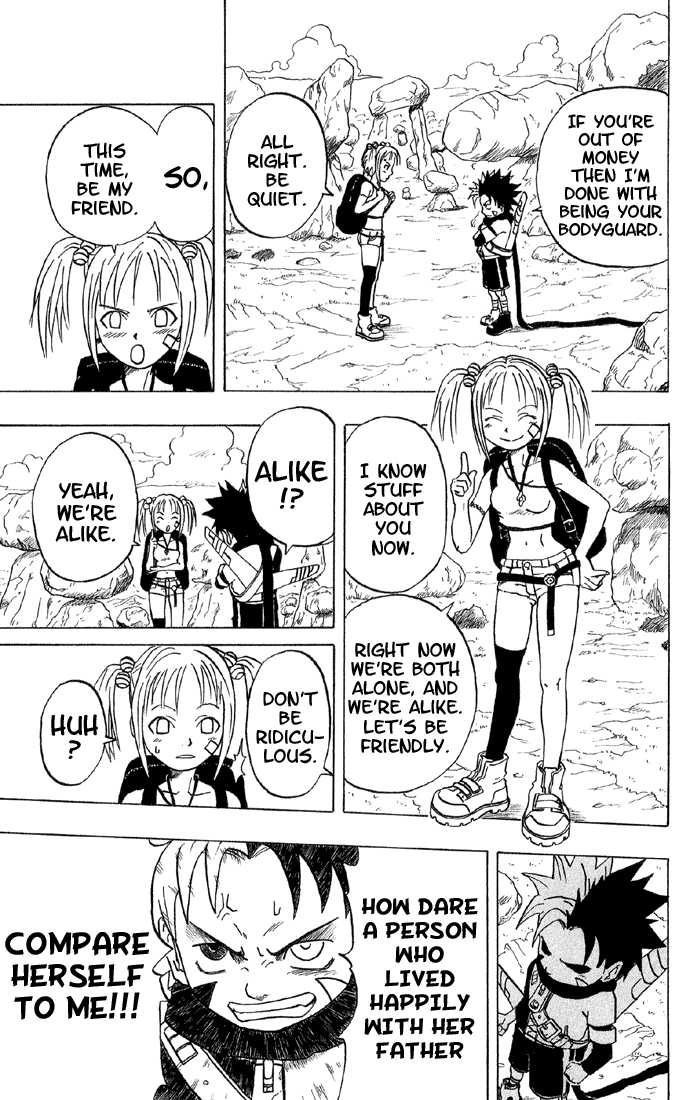 IF YOU'RE
OUT OF
MONEY
THEN I'M
DONE WITH
BEING YOUR
BODYGUARD.
ALL
RIGHT.
BE
QUIET.
SO,
THIS
TIME,
BE MY
FRIEND.
I KNOW
STUFF
ABOUT
YOU
NOW.
RIGHT NOW
WE'RE BOTH
ALONE, AND
WE'RE ALIKE.
LET'S BE
FRIENDLY.
ALIKE
!?
YEAH,
WE'RE
ALIKE.
DON'T
BE
RIDICU-
LOUS.
HUH
?
HOW DARE
A PERSON
WHO
LIVED
HAPPILY
WITH HER
FATHER
COMPARE
HERSELF
TO ME!!!